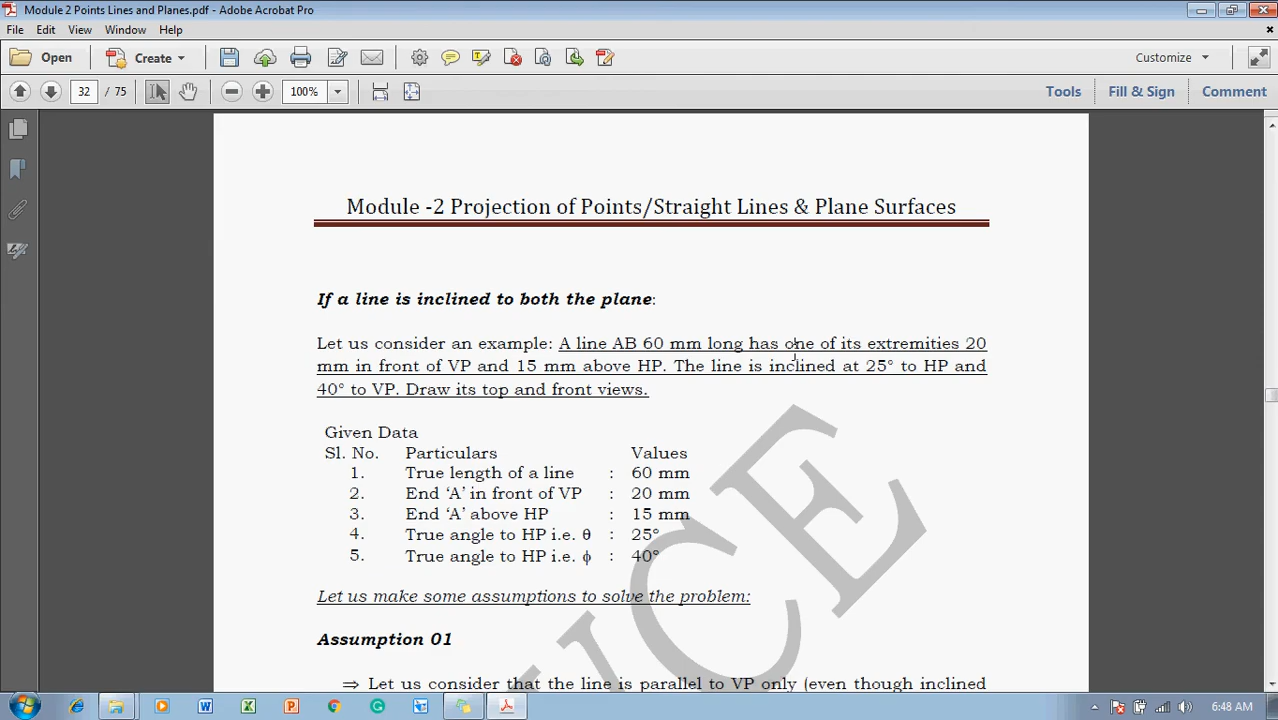 Module 2 Points Lines and Planes.pdf - Adobe Acrobat Pro
File Edit View Window Help
Open Create Customize
32 / 75 100% Tools Fill & Sign Comment
Module -2 Projection of Points/Straight Lines & Plane Surfaces
If a line is inclined to both the plane:
Let us consider an example: A line AB 60 mm long has one of its extremities 20
mm in front of VP and 15 mm above HP. The line is inclined at 25° to HP and
40° to VP. Draw its top and front views.
Given Data
Sl. No. Particulars Values
1. True length of a line : 60 mm
2. End ‘A’ in front of VP : 20 mm
3. End ‘A’ above HP : 15 mm
4. True angle to HP i.e. θ : 25°
5. True angle to HP i.e. ϕ : 40°
Let us make some assumptions to solve the problem:
Assumption 01
⇒ Let us consider that the line is parallel to VP only (even though inclined
VCE
6:48 AM